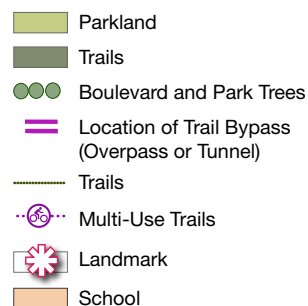 Parkland
Trails
Boulevard and Park Trees
Location of Trail Bypass
(Overpass or Tunnel)
Trails
Multi-Use Trails
Landmark
School